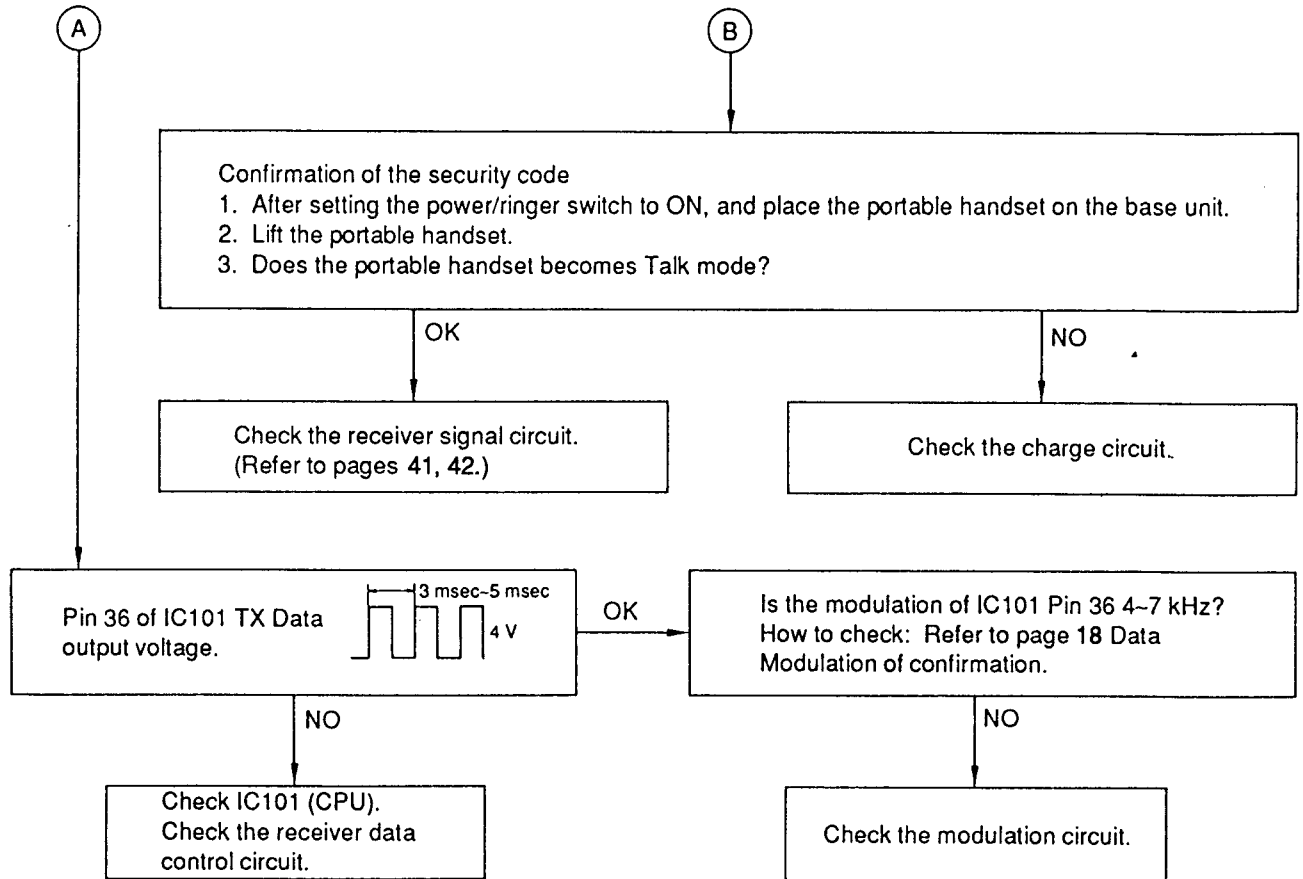 A
B
Confirmation of the security code
1. After setting the power/ringer switch to ON, and place the portable handset on the base unit.
2. Lift the portable handset.
3. Does the portable handset becomes Talk mode?
OK
NO
Check the receiver signal circuit.
(Refer to pages 41, 42.)
Check the charge circuit.
Pin 36 of IC101 TX Data
output voltage.
3 msec~5 msec
4 V
OK
Is the modulation of IC101 Pin 36 4~7 kHz?
How to check: Refer to page 18 Data
Modulation of confirmation.
NO
NO
Check IC101 (CPU).
Check the receiver data
control circuit.
Check the modulation circuit.